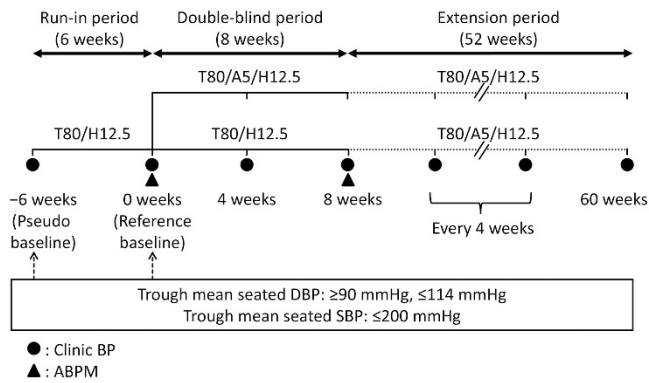 Run-in period
(6 weeks)
Double-blind period
(8 weeks)
Extension period
(52 weeks)
T80/A5/H12.5
T80/A5/H12.5
T80/H12.5
T80/H12.5
T80/A5/H12.5
−6 weeks
(Pseudo
baseline)
0 weeks
(Reference
baseline)
4 weeks
8 weeks
Every 4 weeks
60 weeks
Trough mean seated DBP: ≥90 mmHg, ≤114 mmHg
Trough mean seated SBP: ≤200 mmHg
● : Clinic BP
▲ : ABPM